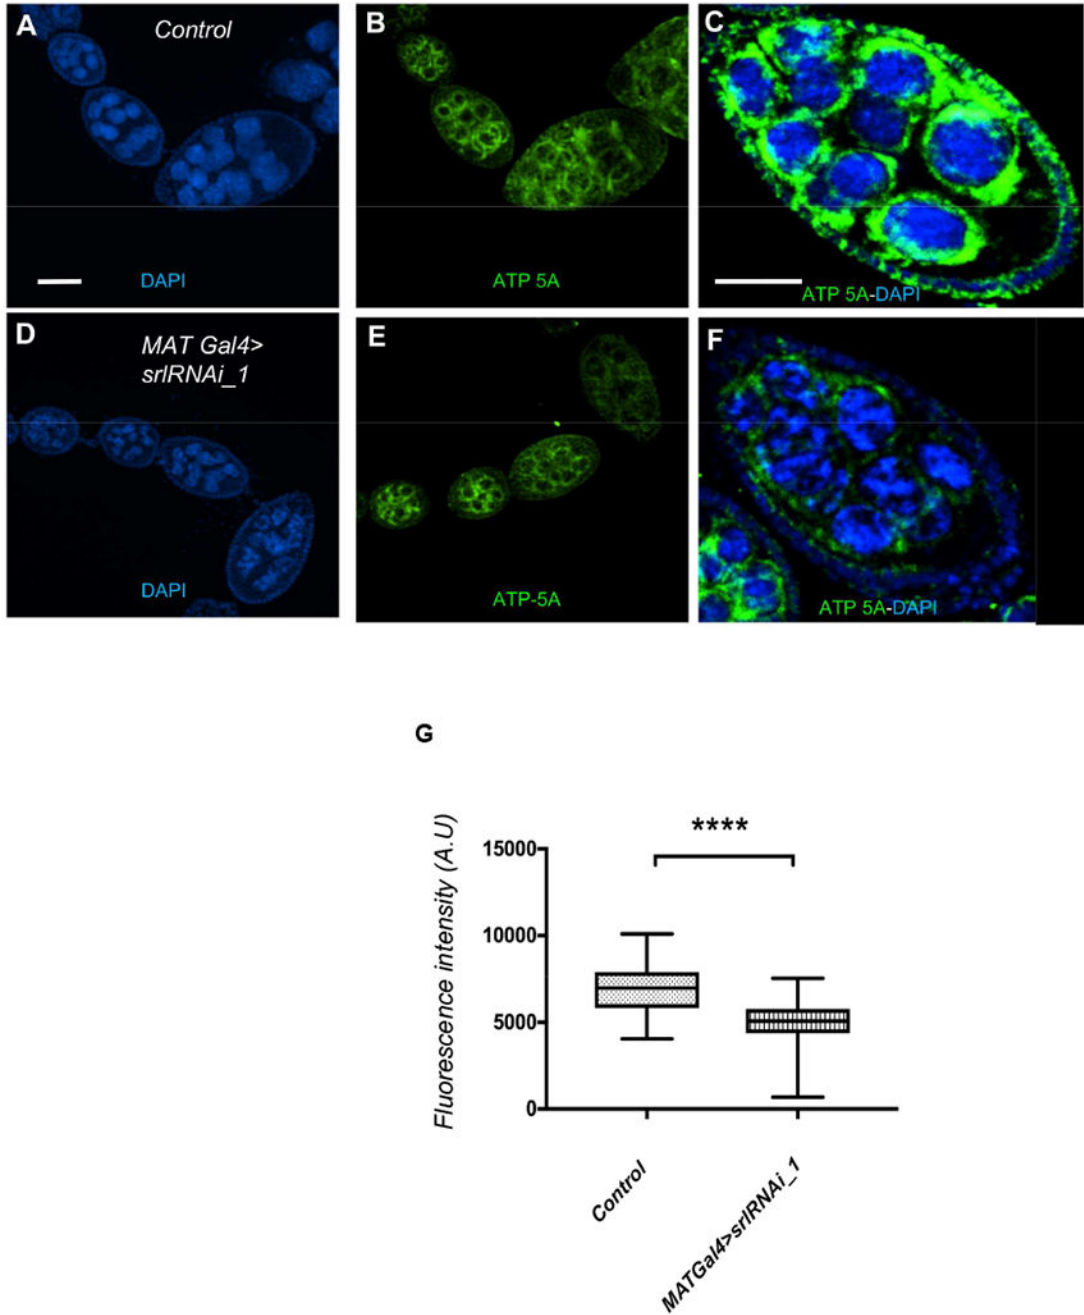 A
Control
DAPI
B
ATP 5A
C
ATP 5A-DAPI
D
MAT Gal4>
srlRNAi_1
DAPI
E
ATP-5A
F
ATP 5A-DAPI
G
****
Fluorescence intensity (A.U)
15000
10000
5000
0
Control
MATGal4>srlRNAi_1